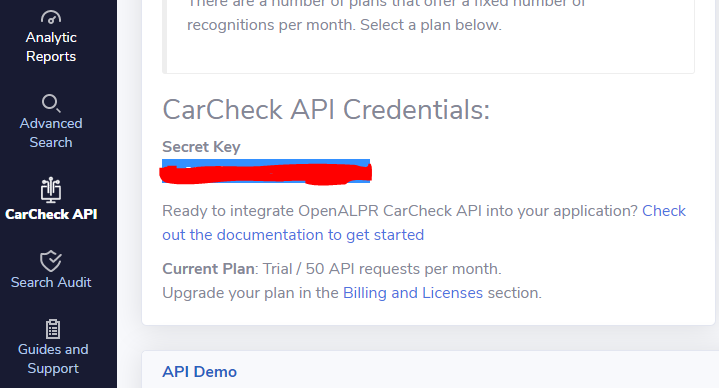 There are a number of plans that offer a fixed number of
recognitions per month. Select a plan below.
Analytic
Reports
Advanced
Search
CarCheck API
Search Audit
Guides and
Support
CarCheck API Credentials:
Secret Key
Ready to integrate OpenALPR CarCheck API into your application? Check
out the documentation to get started
Current Plan: Trial / 50 API requests per month.
Upgrade your plan in the Billing and Licenses section.
API Demo